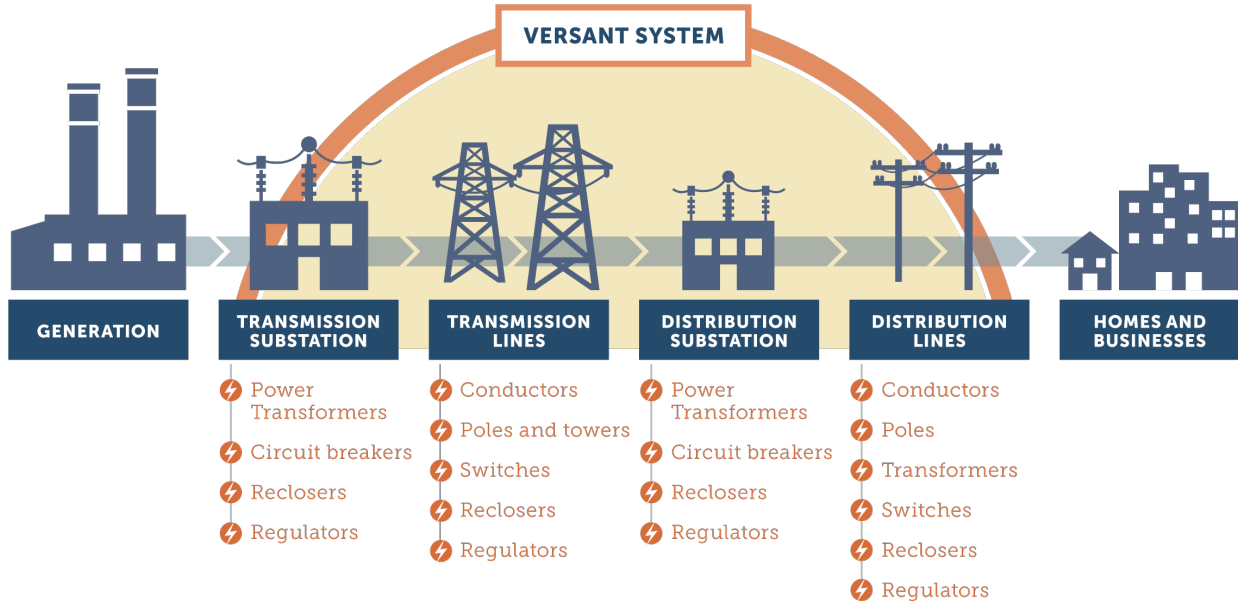 VERSANT SYSTEM
GENERATION
TRANSMISSION
SUBSTATION
TRANSMISSION
LINES
DISTRIBUTION
SUBSTATION
DISTRIBUTION
LINES
HOMES AND
BUSINESSES
Power
Transformers
Circuit breakers
Reclosers
Regulators
Conductors
Poles and towers
Switches
Reclosers
Regulators
Power
Transformers
Circuit breakers
Reclosers
Regulators
Conductors
Poles
Transformers
Switches
Reclosers
Regulators